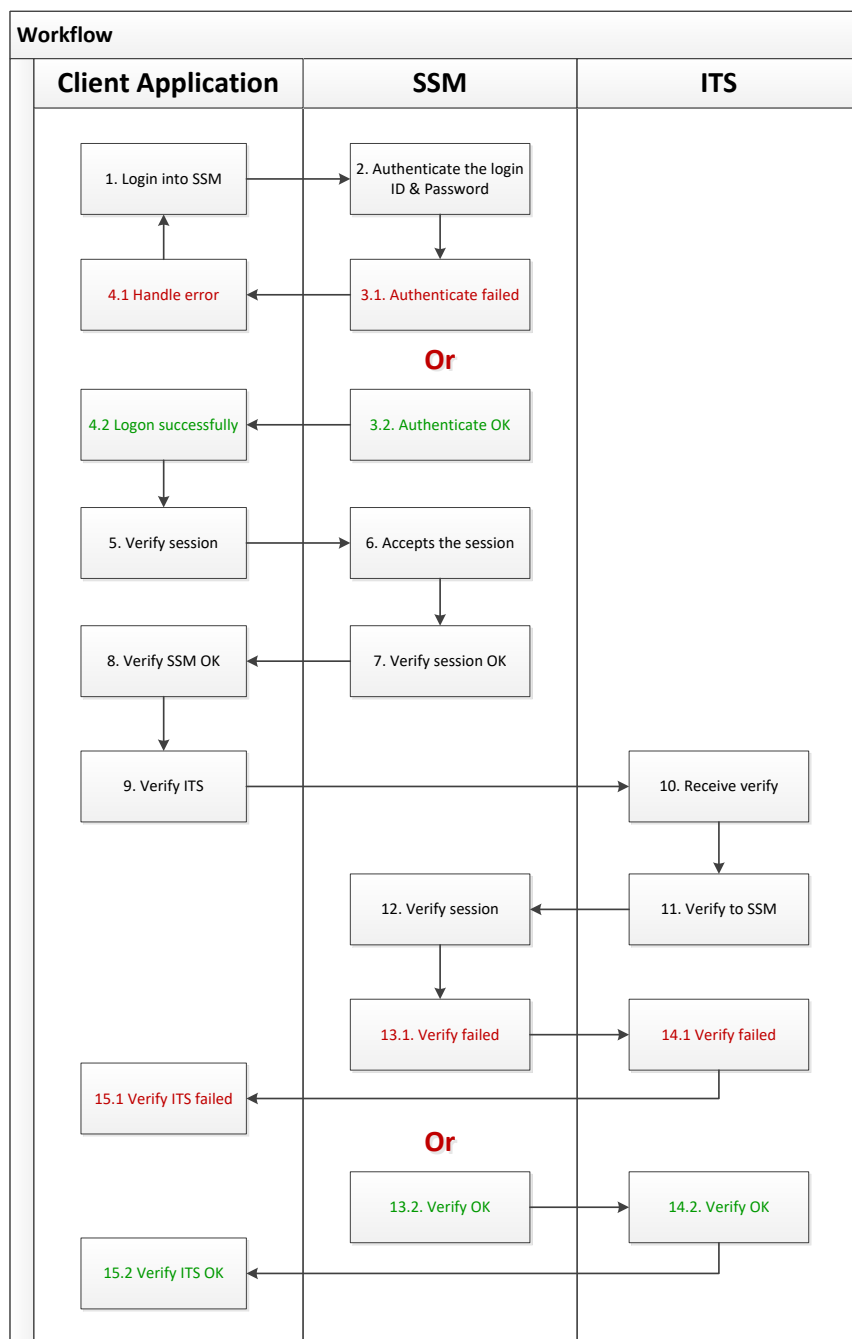 Workflow
Client Application
SSM
ITS
1. Login into SSM
2. Authenticate the login
ID & Password
4.1 Handle error
3.1. Authenticate failed
Or
4.2 Logon successfully
3.2. Authenticate OK
5. Verify session
6. Accepts the session
8. Verify SSM OK
7. Verify session OK
9. Verify ITS
10. Receive verify
12. Verify session
11. Verify to SSM
13.1. Verify failed
14.1 Verify failed
15.1 Verify ITS failed
Or
13.2. Verify OK
14.2. Verify OK
15.2 Verify ITS OK